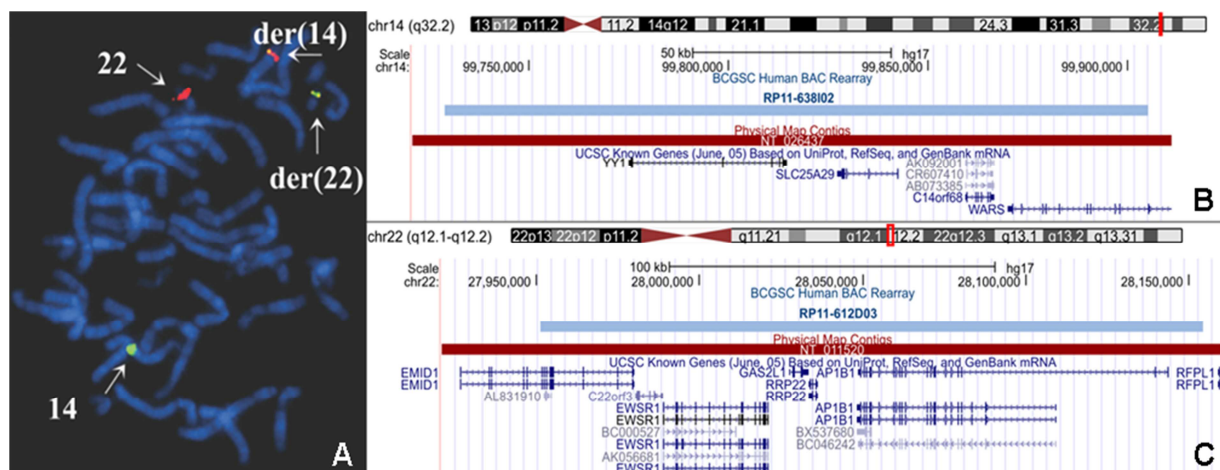 der(14)
22
der(22)
14
A
chr14 (q32.2) 13 p12 p11.2 11.2 14q12 21.1 24.3 31.3 32.2
Scale 50 kb hg17
chr14: 99,750,000 99,800,000 99,850,000 99,900,000
BCGSC Human BAC Rearray
RP11-638I02
Physical Map Contigs
NT_026437
UCSC Known Genes (June, 05) Based on UniProt, RefSeq, and GenBank mRNA
YY1 AK092001
SLC25A29 CR607410
AB073385
C14orf68
WARS
B
chr22 (q12.1-q12.2) 22p13 22p12 p11.2 q11.21 q12.1 12.2 22q12.3 q13.1 q13.2 q13.31
Scale 100 kb hg17
chr22: 27,950,000 28,000,000 28,050,000 28,100,000 28,150,000
BCGSC Human BAC Rearray
RP11-612D03
Physical Map Contigs
NT_011520
UCSC Known Genes (June, 05) Based on UniProt, RefSeq, and GenBank mRNA
EMID1 GAS2L1 AP1B1 RFPL1
EMID1 RRP22 RFPL1
AL831910 C22orf3 RRP22
EWSR1 AP1B1
EWSR1 AP1B1
BC000527 BX537680
EWSR1 BC046242
AK056681
EWSR1
C